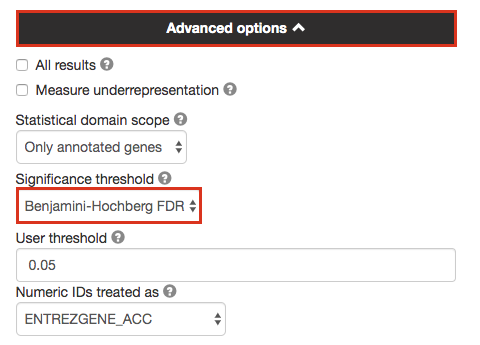 Advanced options
All results
Measure underrepresentation
Statistical domain scope
Only annotated genes
Significance threshold
Benjamini-Hochberg FDR
User threshold
0.05
Numeric IDs treated as
ENTREZGENE_ACC